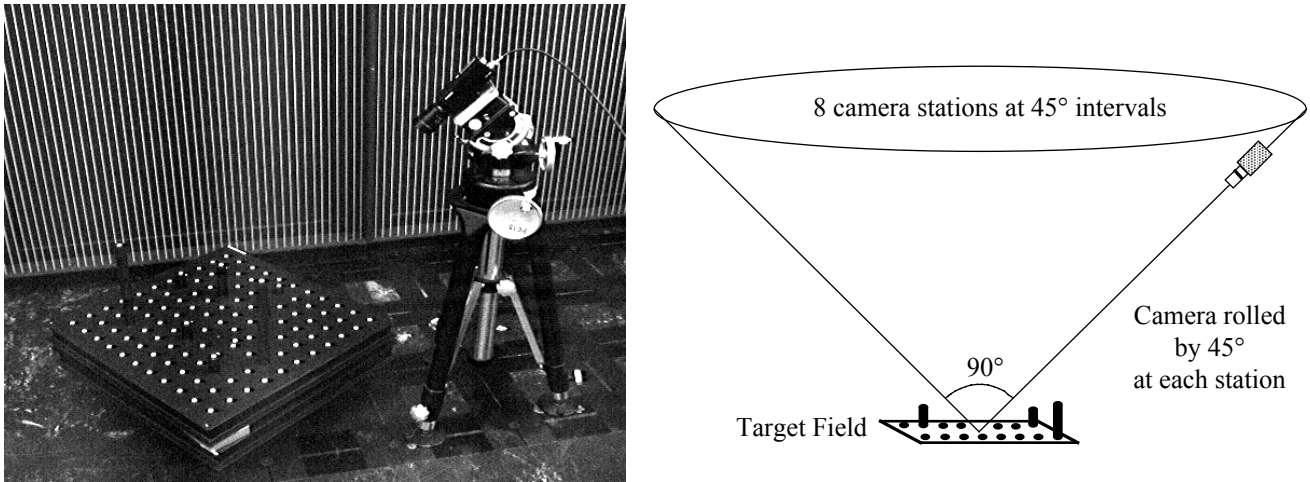 8 camera stations at 45° intervals
Camera rolled
by 45°
at each station
90°
Target Field